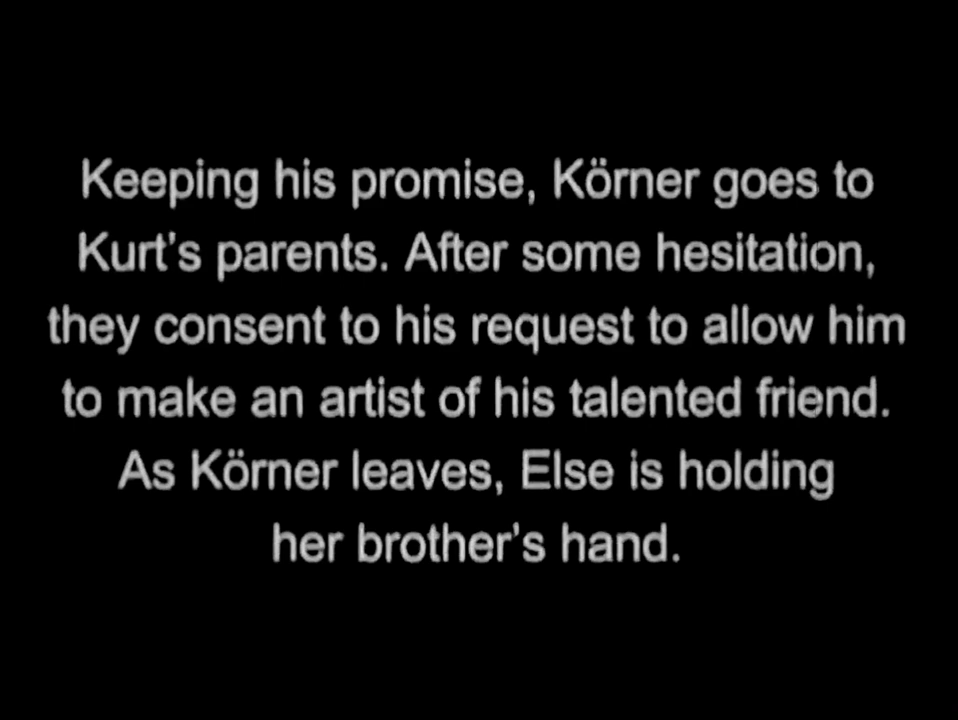 Keeping his promise, Körner goes to
Kurt's parents. After some hesitation,
they consent to his request to allow him
to make an artist of his talented friend.
As Körner leaves, Else is holding
her brother's hand.